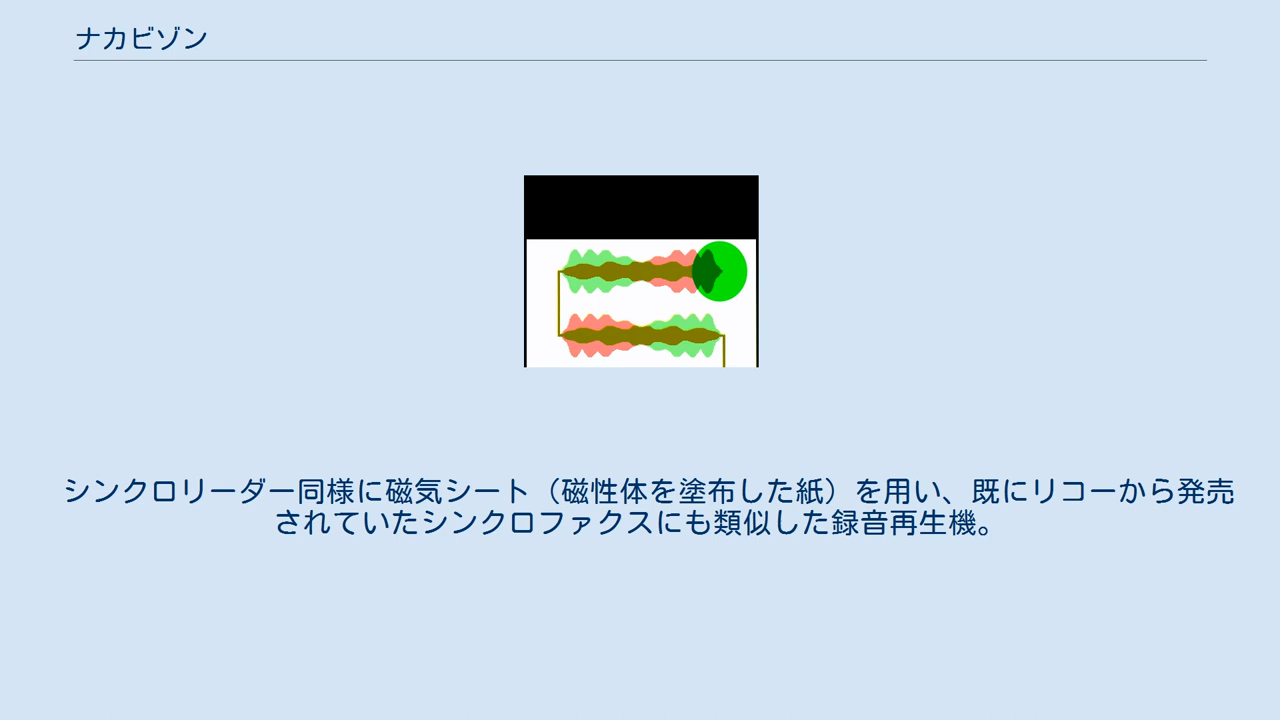 ナカビゾン
シンクロリーダー同様に磁気シート（磁性体を塗布した紙）を用い、既にリコーから発売
されていたシンクロファクスにも類似した録音再生機。